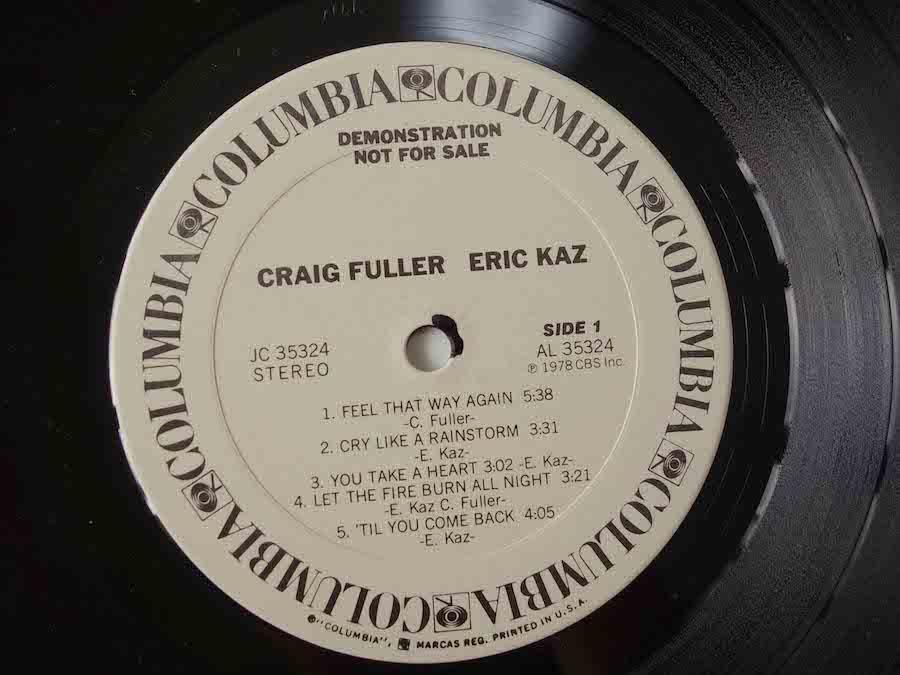 COLUMBIA COLUMBIA COLUMBIA COLUMBIA COLUMBIA COLUMBIA COLUMBIA COLUMBIA
DEMONSTRATION
NOT FOR SALE
CRAIG FULLER ERIC KAZ
JC 35324
STEREO
SIDE 1
AL 35324
℗ 1978 CBS Inc.
1. FEEL THAT WAY AGAIN 5:38
-C. Fuller-
2. CRY LIKE A RAINSTORM 3:31
-E. Kaz-
3. YOU TAKE A HEART 3:02 -E. Kaz-
4. LET THE FIRE BURN ALL NIGHT 3:21
-E. Kaz C. Fuller-
5. 'TIL YOU COME BACK 4:05
-E. Kaz-
®"COLUMBIA", MARCAS REG. PRINTED IN U.S.A.